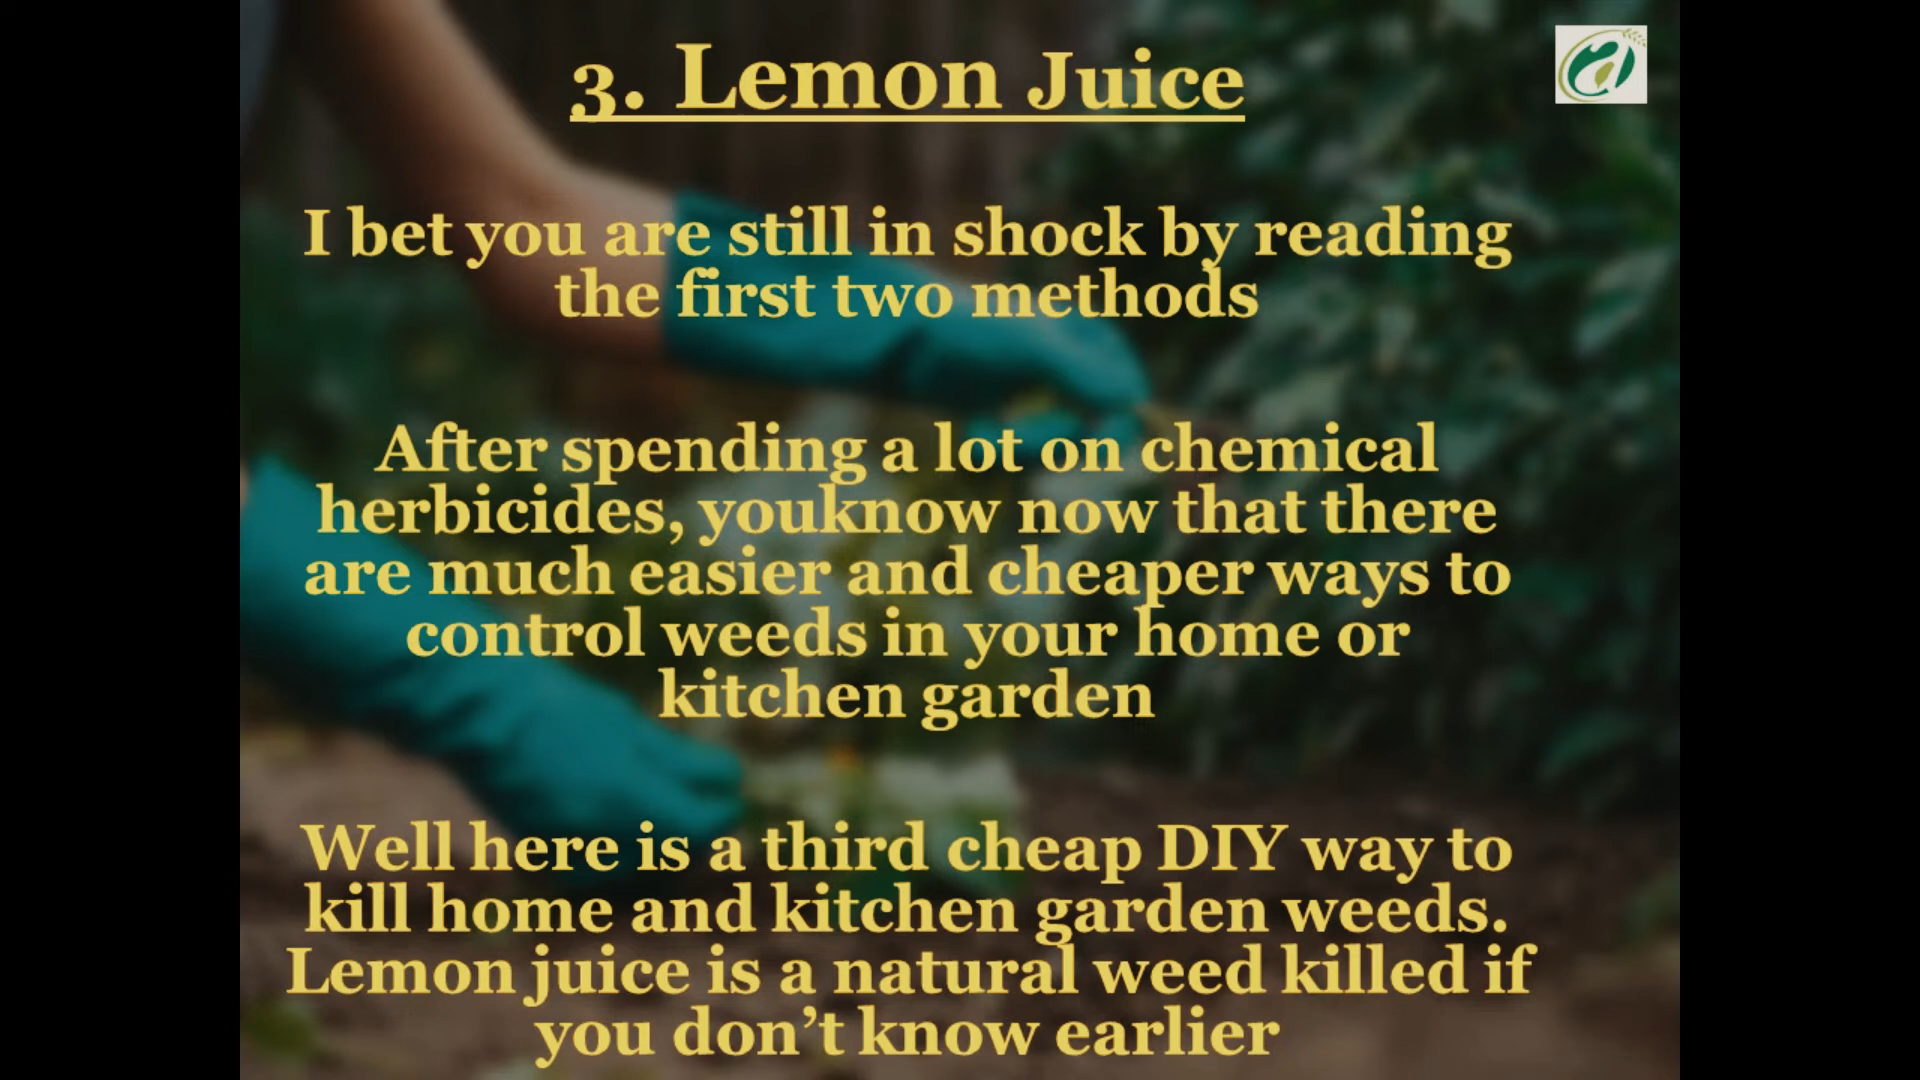 3. Lemon Juice
I bet you are still in shock by reading
the first two methods
After spending a lot on chemical
herbicides, youknow now that there
are much easier and cheaper ways to
control weeds in your home or
kitchen garden
Well here is a third cheap DIY way to
kill home and kitchen garden weeds.
Lemon juice is a natural weed killed if
you don’t know earlier